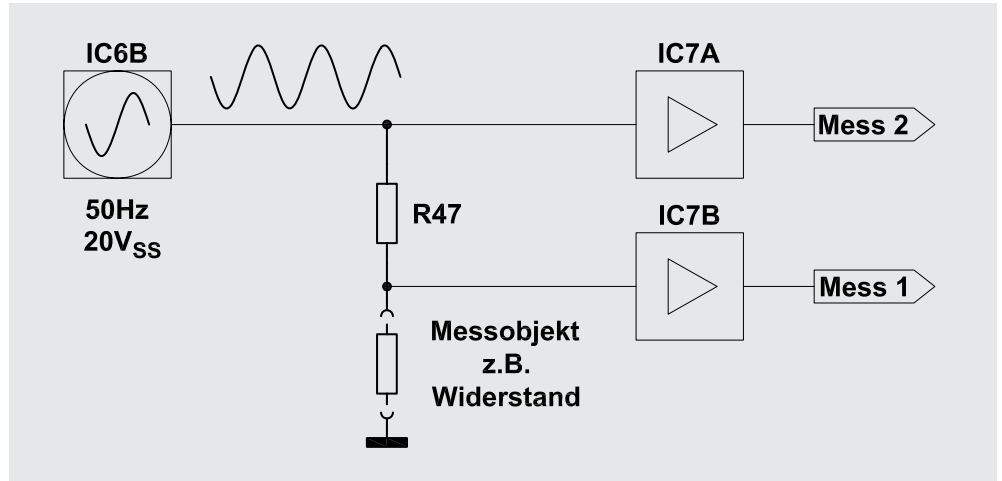 IC6B
50Hz
20VSS
R47
IC7A
Mess 2
IC7B
Mess 1
Messobjekt
z.B.
Widerstand